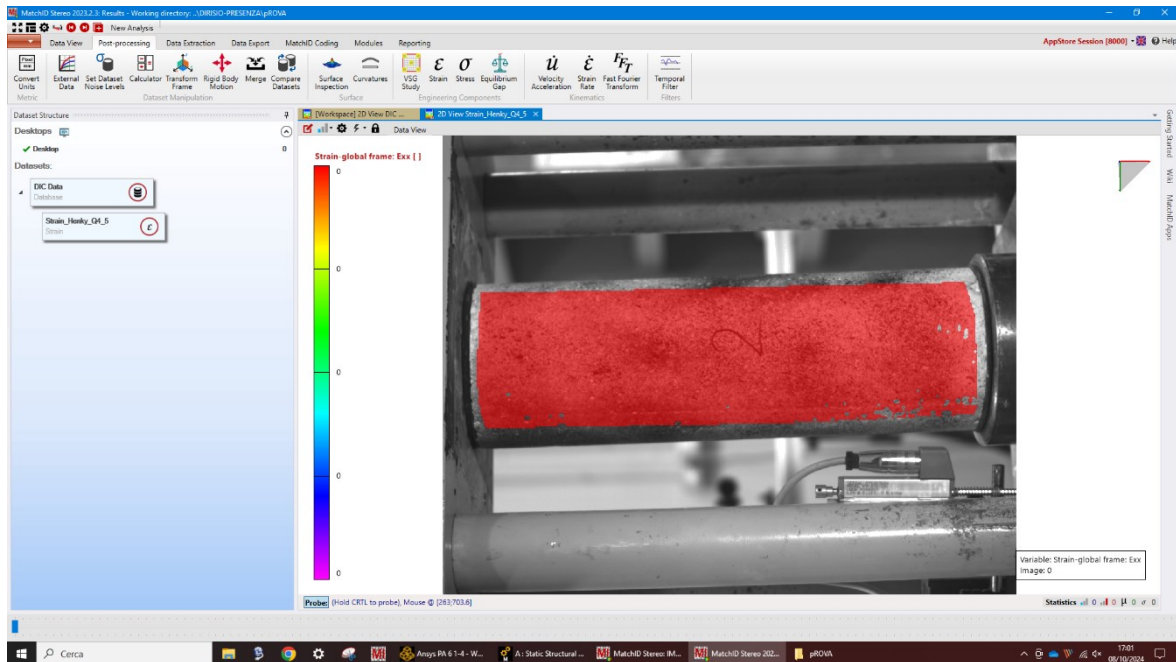 MatchID Stereo 2023.2.3: Results - Working directory: ..\DIRISIO-PRESENZA\pROVA
New Analysis
Data View Post-processing Data Extraction Data Export MatchID Coding Modules Reporting
AppStore Session [8000] Help
Convert Units External Data Set Dataset Noise Levels Calculator Transform Frame Rigid Body Motion Merge Compare Datasets Surface Inspection Curvatures VSG Study Strain Stress Equilibrium Gap Velocity Acceleration Strain Rate Fast Fourier Transform Temporal Filter
Metric Dataset Manipulation Surface Engineering Components Kinematics Filters
Dataset Structure
[Workspace] 2D View DIC ... 2D View Strain_Henky_Q4_5
Desktops
Data View
Desktop 0
Datasets:
DIC Data
Database
Strain_Henky_Q4_5
Strain
Strain-global frame: Exx [ ]
0
0
0
0
0
2
Getting Started
Wiki
MatchID Apps
Variable: Strain-global frame: Exx
Image: 0
Probe: (Hold CRTL to probe), Mouse @ [263;703.6]
Statistics 0 0 μ 0 σ 0
Cerca
Ansys PA 6 1-4 - W...
A : Static Structural ...
MatchID Stereo: IM...
MatchID Stereo 202...
pROVA
17:01
08/10/2024